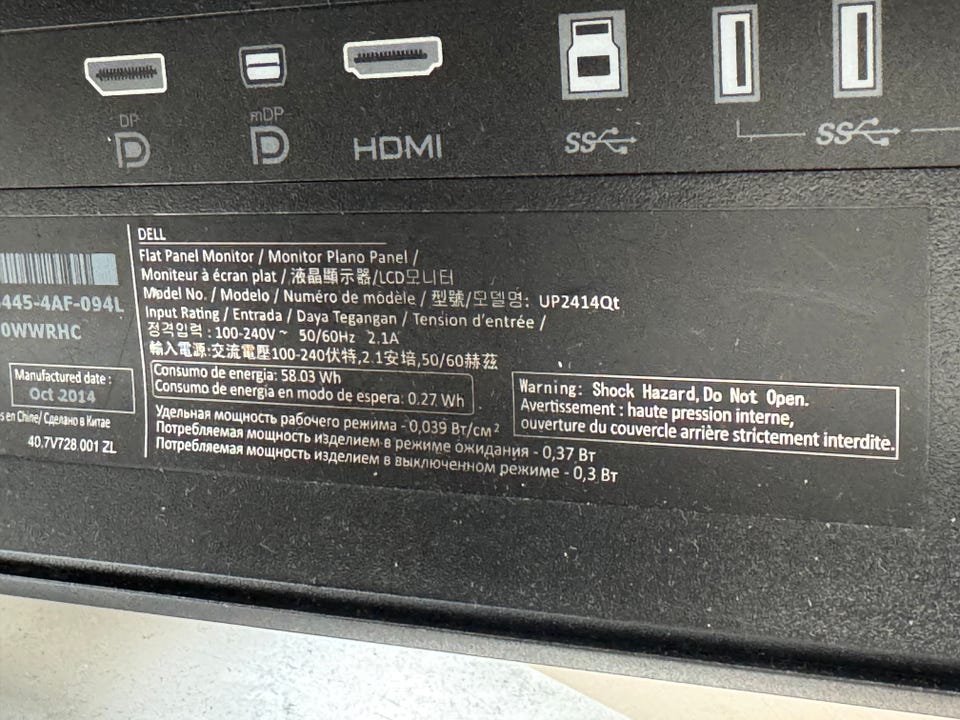 DP
mDP
HDMI
SS
SS
445-4AF-094L
0WWRHC
Manufactured date :
Oct 2014
s en Chine/ Сделано в Китае
40.7V728.001 ZL
DELL
Flat Panel Monitor / Monitor Plano Panel /
Moniteur à écran plat / 液晶顯示器/LCD모니터
Model No. / Modelo / Numéro de modèle / 型號/모델명: UP2414Qt
Input Rating / Entrada / Daya Tegangan / Tension d'entrée /
정격입력 : 100-240V ~ 50/60Hz 2.1A
輸入電源:交流電壓100-240伏特,2.1安培,50/60赫茲
Consumo de energia: 58.03 Wh
Consumo de energia en modo de espera: 0.27 Wh
Удельная мощность рабочего режима - 0,039 Вт/см²
Потребляемая мощность изделием в режиме ожидания - 0,37 Вт
Потребляемая мощность изделием в выключенном режиме - 0,3 Вт
Warning: Shock Hazard, Do Not Open.
Avertissement : haute pression interne,
ouverture du couvercle arrière strictement interdite.